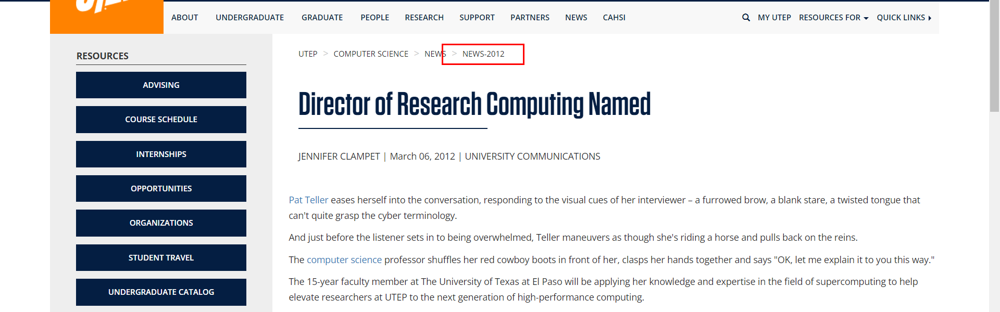 ABOUT UNDERGRADUATE GRADUATE PEOPLE RESEARCH SUPPORT PARTNERS NEWS CAHSI MY UTEP RESOURCES FOR QUICK LINKS
RESOURCES
ADVISING
COURSE SCHEDULE
INTERNSHIPS
OPPORTUNITIES
ORGANIZATIONS
STUDENT TRAVEL
UNDERGRADUATE CATALOG
UTEP > COMPUTER SCIENCE > NEWS > NEWS-2012
Director of Research Computing Named
JENNIFER CLAMPET | March 06, 2012 | UNIVERSITY COMMUNICATIONS
Pat Teller eases herself into the conversation, responding to the visual cues of her interviewer – a furrowed brow, a blank stare, a twisted tongue that
can't quite grasp the cyber terminology.
And just before the listener sets in to being overwhelmed, Teller maneuvers as though she's riding a horse and pulls back on the reins.
The computer science professor shuffles her red cowboy boots in front of her, clasps her hands together and says "OK, let me explain it to you this way."
The 15-year faculty member at The University of Texas at El Paso will be applying her knowledge and expertise in the field of supercomputing to help
elevate researchers at UTEP to the next generation of high-performance computing.